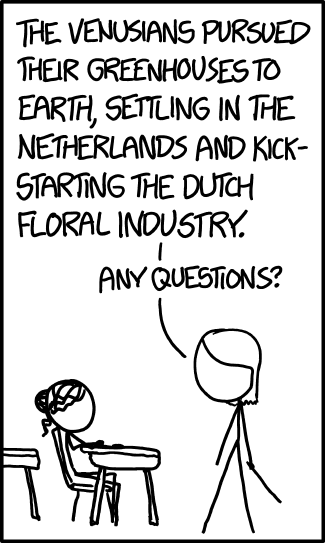 THE VENUSIANS PURSUED
THEIR GREENHOUSES TO
EARTH, SETTLING IN THE
NETHERLANDS AND KICK-
STARTING THE DUTCH
FLORAL INDUSTRY.
ANY QUESTIONS?